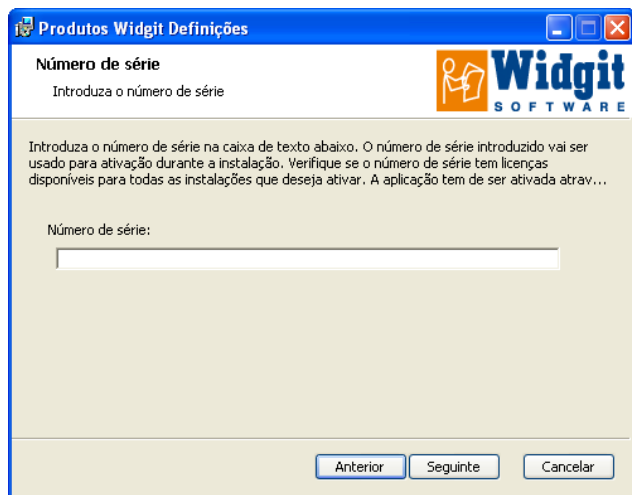 Produtos Widgit Definições
Número de série
Introduza o número de série
Widgit
SOFTWARE
Introduza o número de série na caixa de texto abaixo. O número de série introduzido vai ser
usado para ativação durante a instalação. Verifique se o número de série tem licenças
disponíveis para todas as instalações que deseja ativar. A aplicação tem de ser ativada atrav...
Número de série:
Anterior
Seguinte
Cancelar